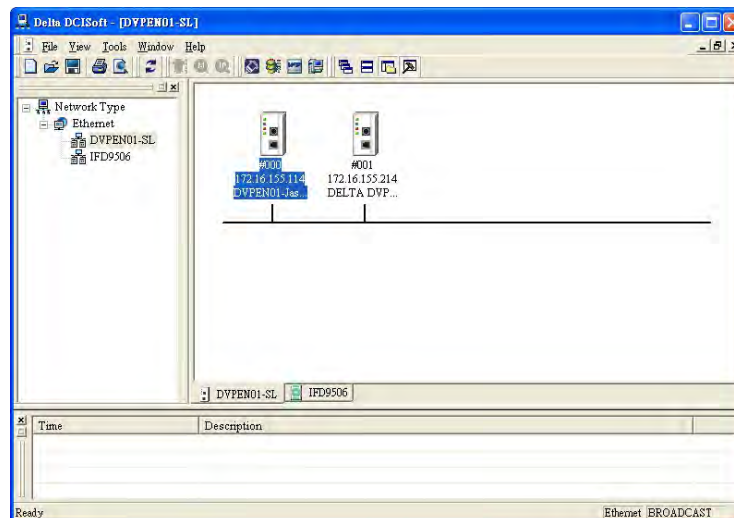 Delta DCISoft - [DVPEN01-SL]
File View Tools Window Help
Network Type
Ethernet
DVPEN01-SL
IFD9506
#000
172.16.155.114
DVPEN01-Jas...
#001
172.16.155.214
DELTA DVP...
DVPEN01-SL IFD9506
Time Description
Ready Ethernet BROADCAST